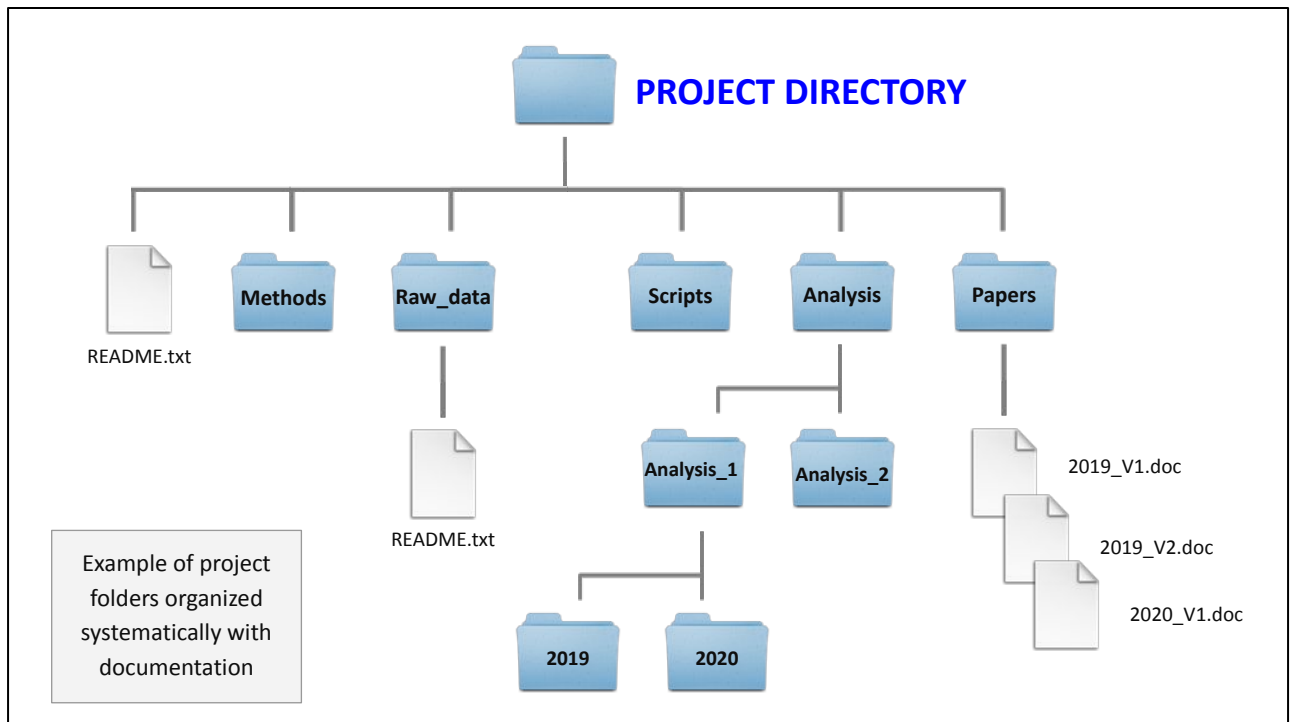 PROJECT DIRECTORY
README.txt
Methods
Raw_data
Scripts
Analysis
Papers
README.txt
Analysis_1
Analysis_2
2019_V1.doc
2019_V2.doc
2020_V1.doc
2019
2020
Example of project
folders organized
systematically with
documentation